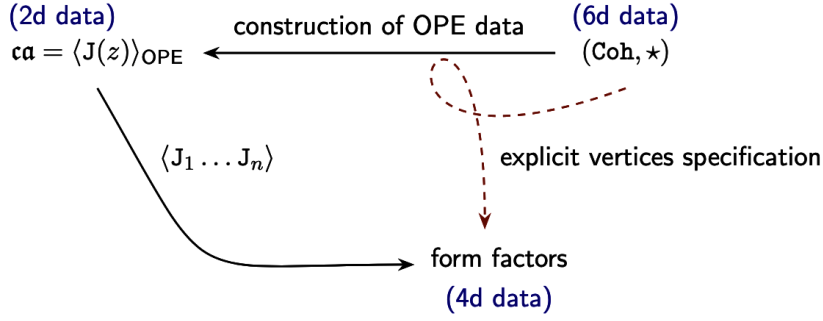 (2d data)
construction of OPE data
(6d data)
𝔠𝔞 = ⟨J(z)⟩_OPE
(Coh, ⋆)
⟨J₁ … Jₙ⟩
explicit vertices specification
form factors
(4d data)